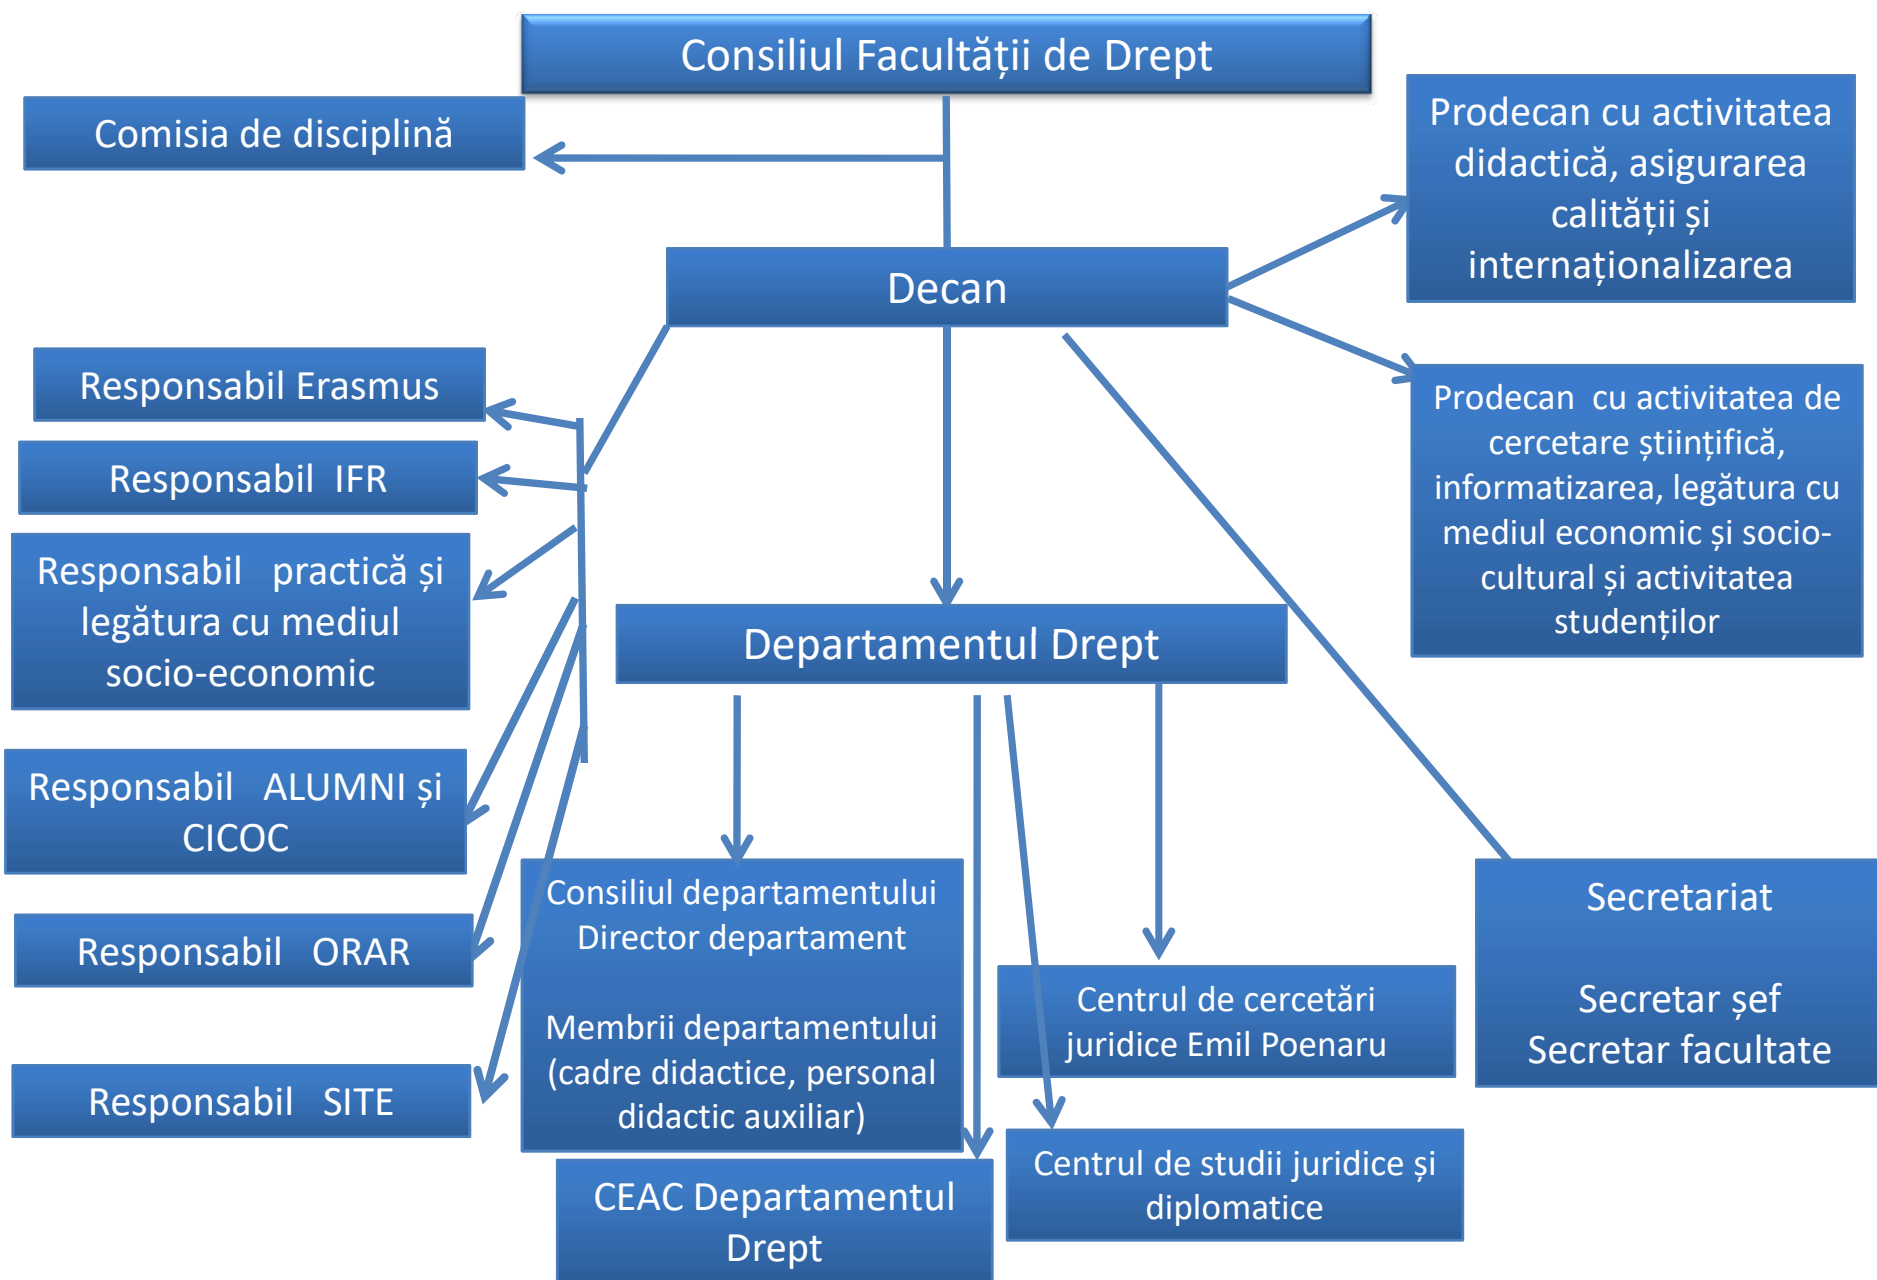 Consiliul Facultății de Drept
Comisia de disciplină
Prodecan cu activitatea
didactică, asigurarea
calității și
internaționalizarea
Decan
Responsabil Erasmus
Prodecan  cu activitatea de
cercetare științifică,
informatizarea, legătura cu
mediul economic și socio-
cultural și activitatea
studenților
Responsabil  IFR
Responsabil   practică și
legătura cu mediul
socio-economic
Departamentul Drept
Responsabil   ALUMNI și
CICOC
Responsabil   ORAR
Responsabil   SITE
Consiliul departamentului
Director departament
Membrii departamentului
(cadre didactice, personal
didactic auxiliar)
CEAC Departamentul
Drept
Centrul de cercetări
juridice Emil Poenaru
Centrul de studii juridice și
diplomatice
Secretariat
Secretar șef
Secretar facultate